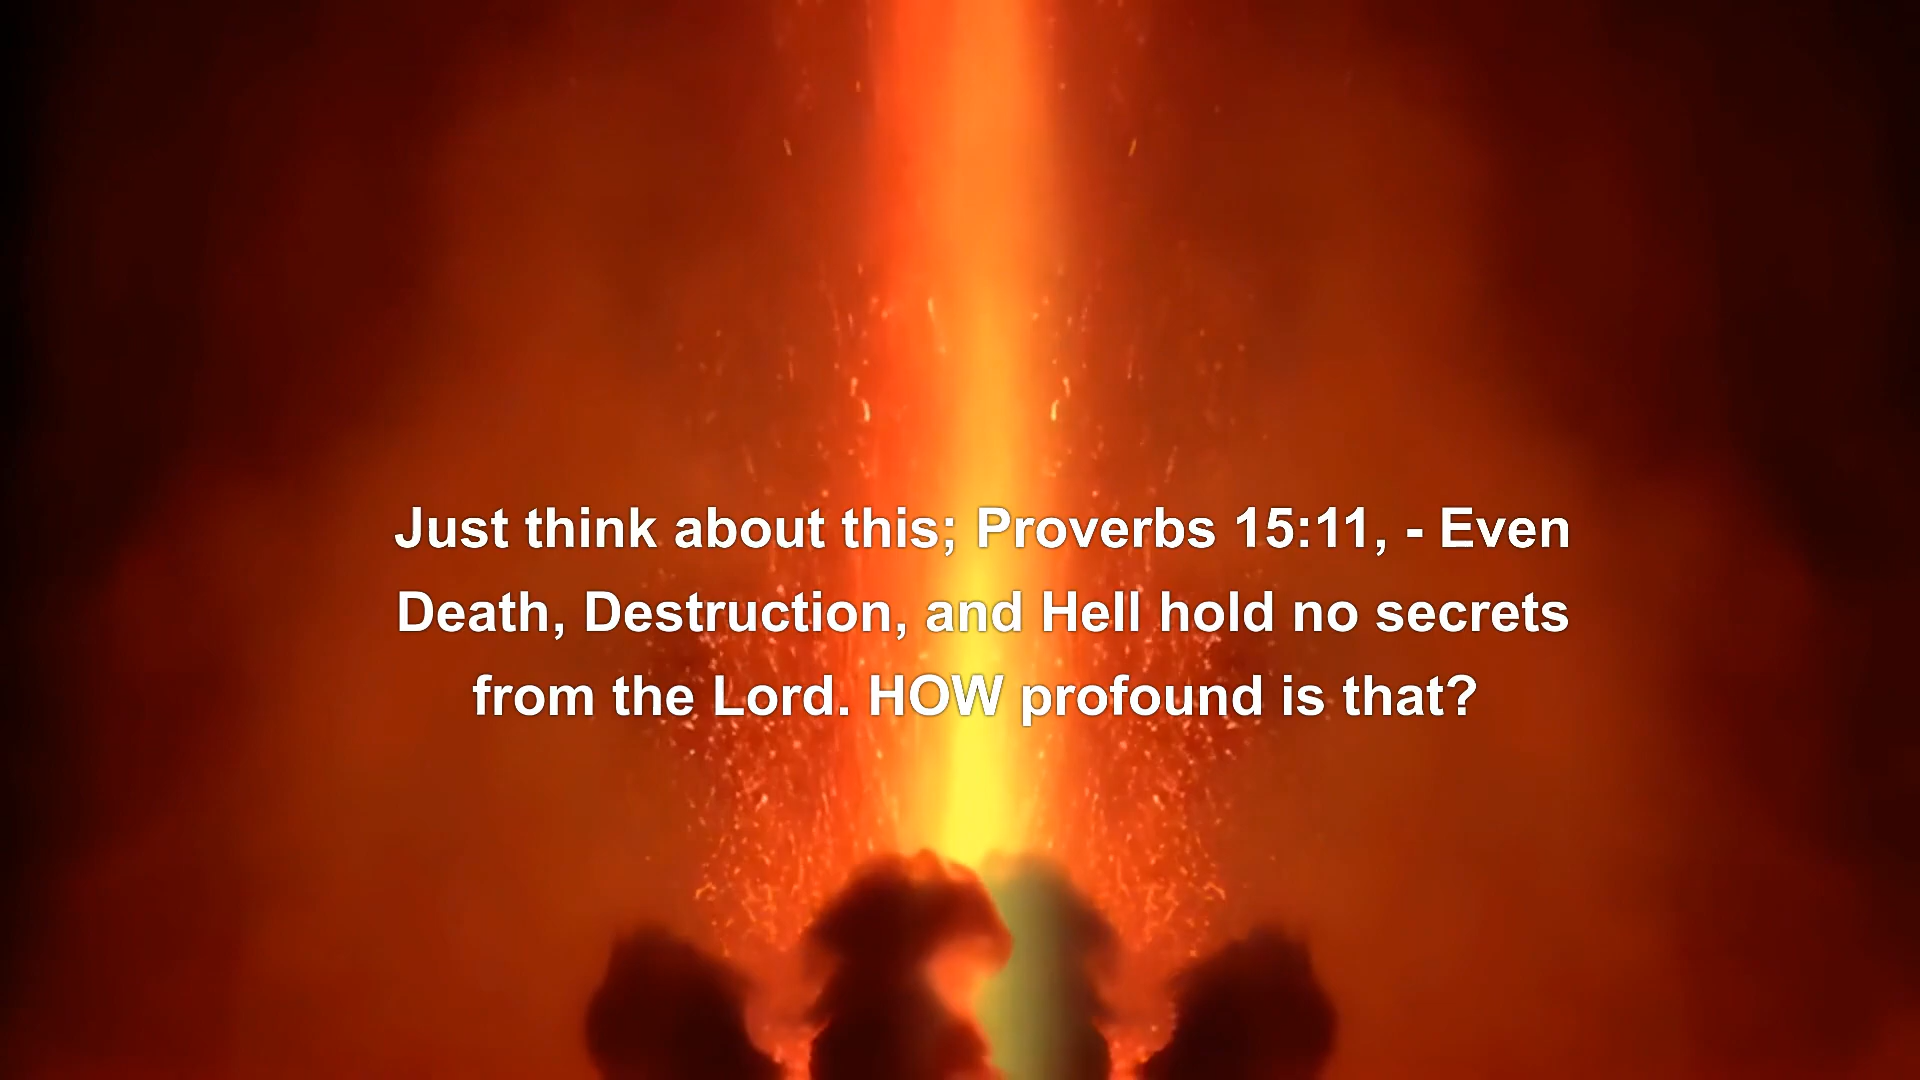 Just think about this; Proverbs 15:11, - Even
Death, Destruction, and Hell hold no secrets
from the Lord. HOW profound is that?